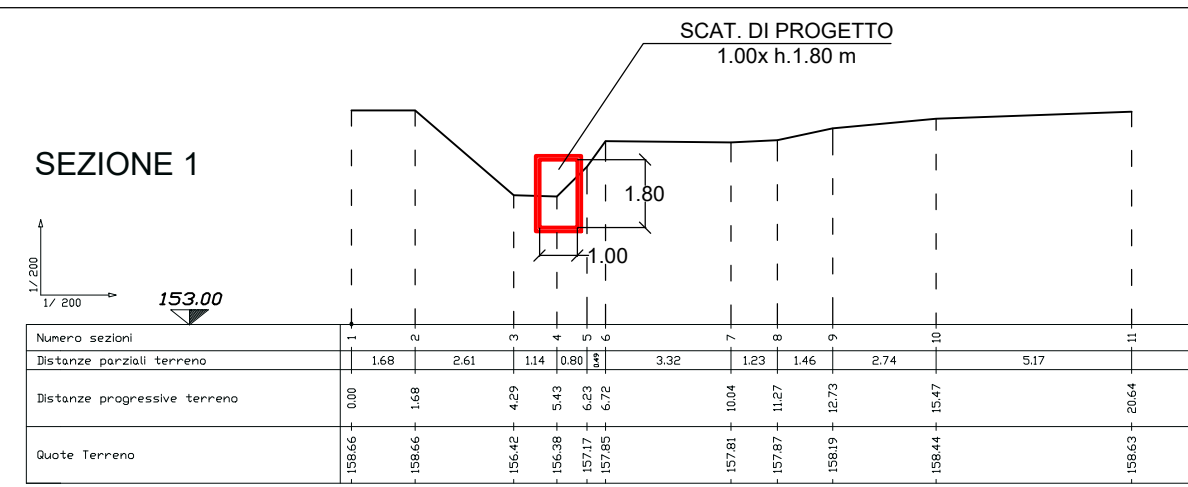 SCAT. DI PROGETTO
1.00x h.1.80 m
SEZIONE 1
1.80
1.00
1/ 200
1/ 200
153.00
Numero sezioni 1 2 3 4 5 6 7 8 9 10 11
Distanze parziali terreno 1.68 2.61 1.14 0.80 0.49 3.32 1.23 1.46 2.74 5.17
Distanze progressive terreno 0.00 1.68 4.29 5.43 6.23 6.72 10.04 11.27 12.73 15.47 20.64
Quote Terreno 158.66 158.66 156.42 156.38 157.17 157.85 157.81 157.87 158.19 158.44 158.63